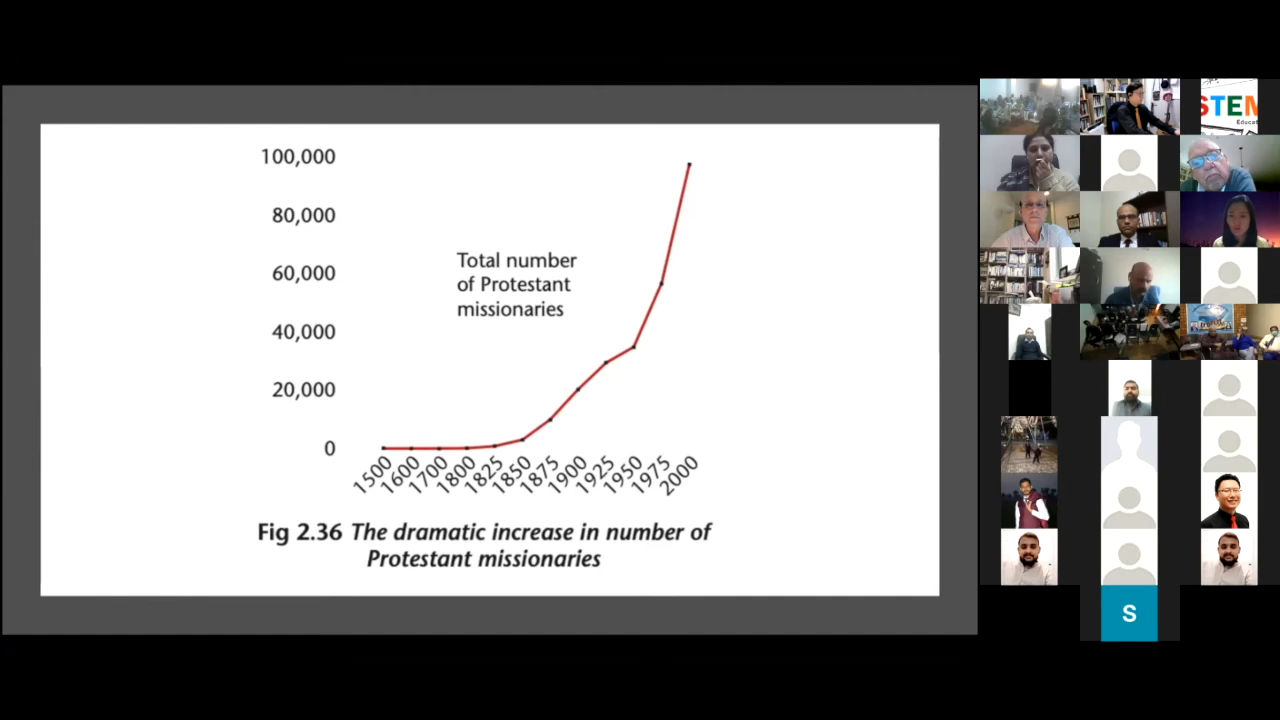 100,000
80,000
60,000
40,000
20,000
0
Total number
of Protestant
missionaries
1500 1600 1700 1800 1825 1850 1875 1900 1925 1950 1975 2000
Fig 2.36 The dramatic increase in number of
Protestant missionaries
STEM
Educat
S